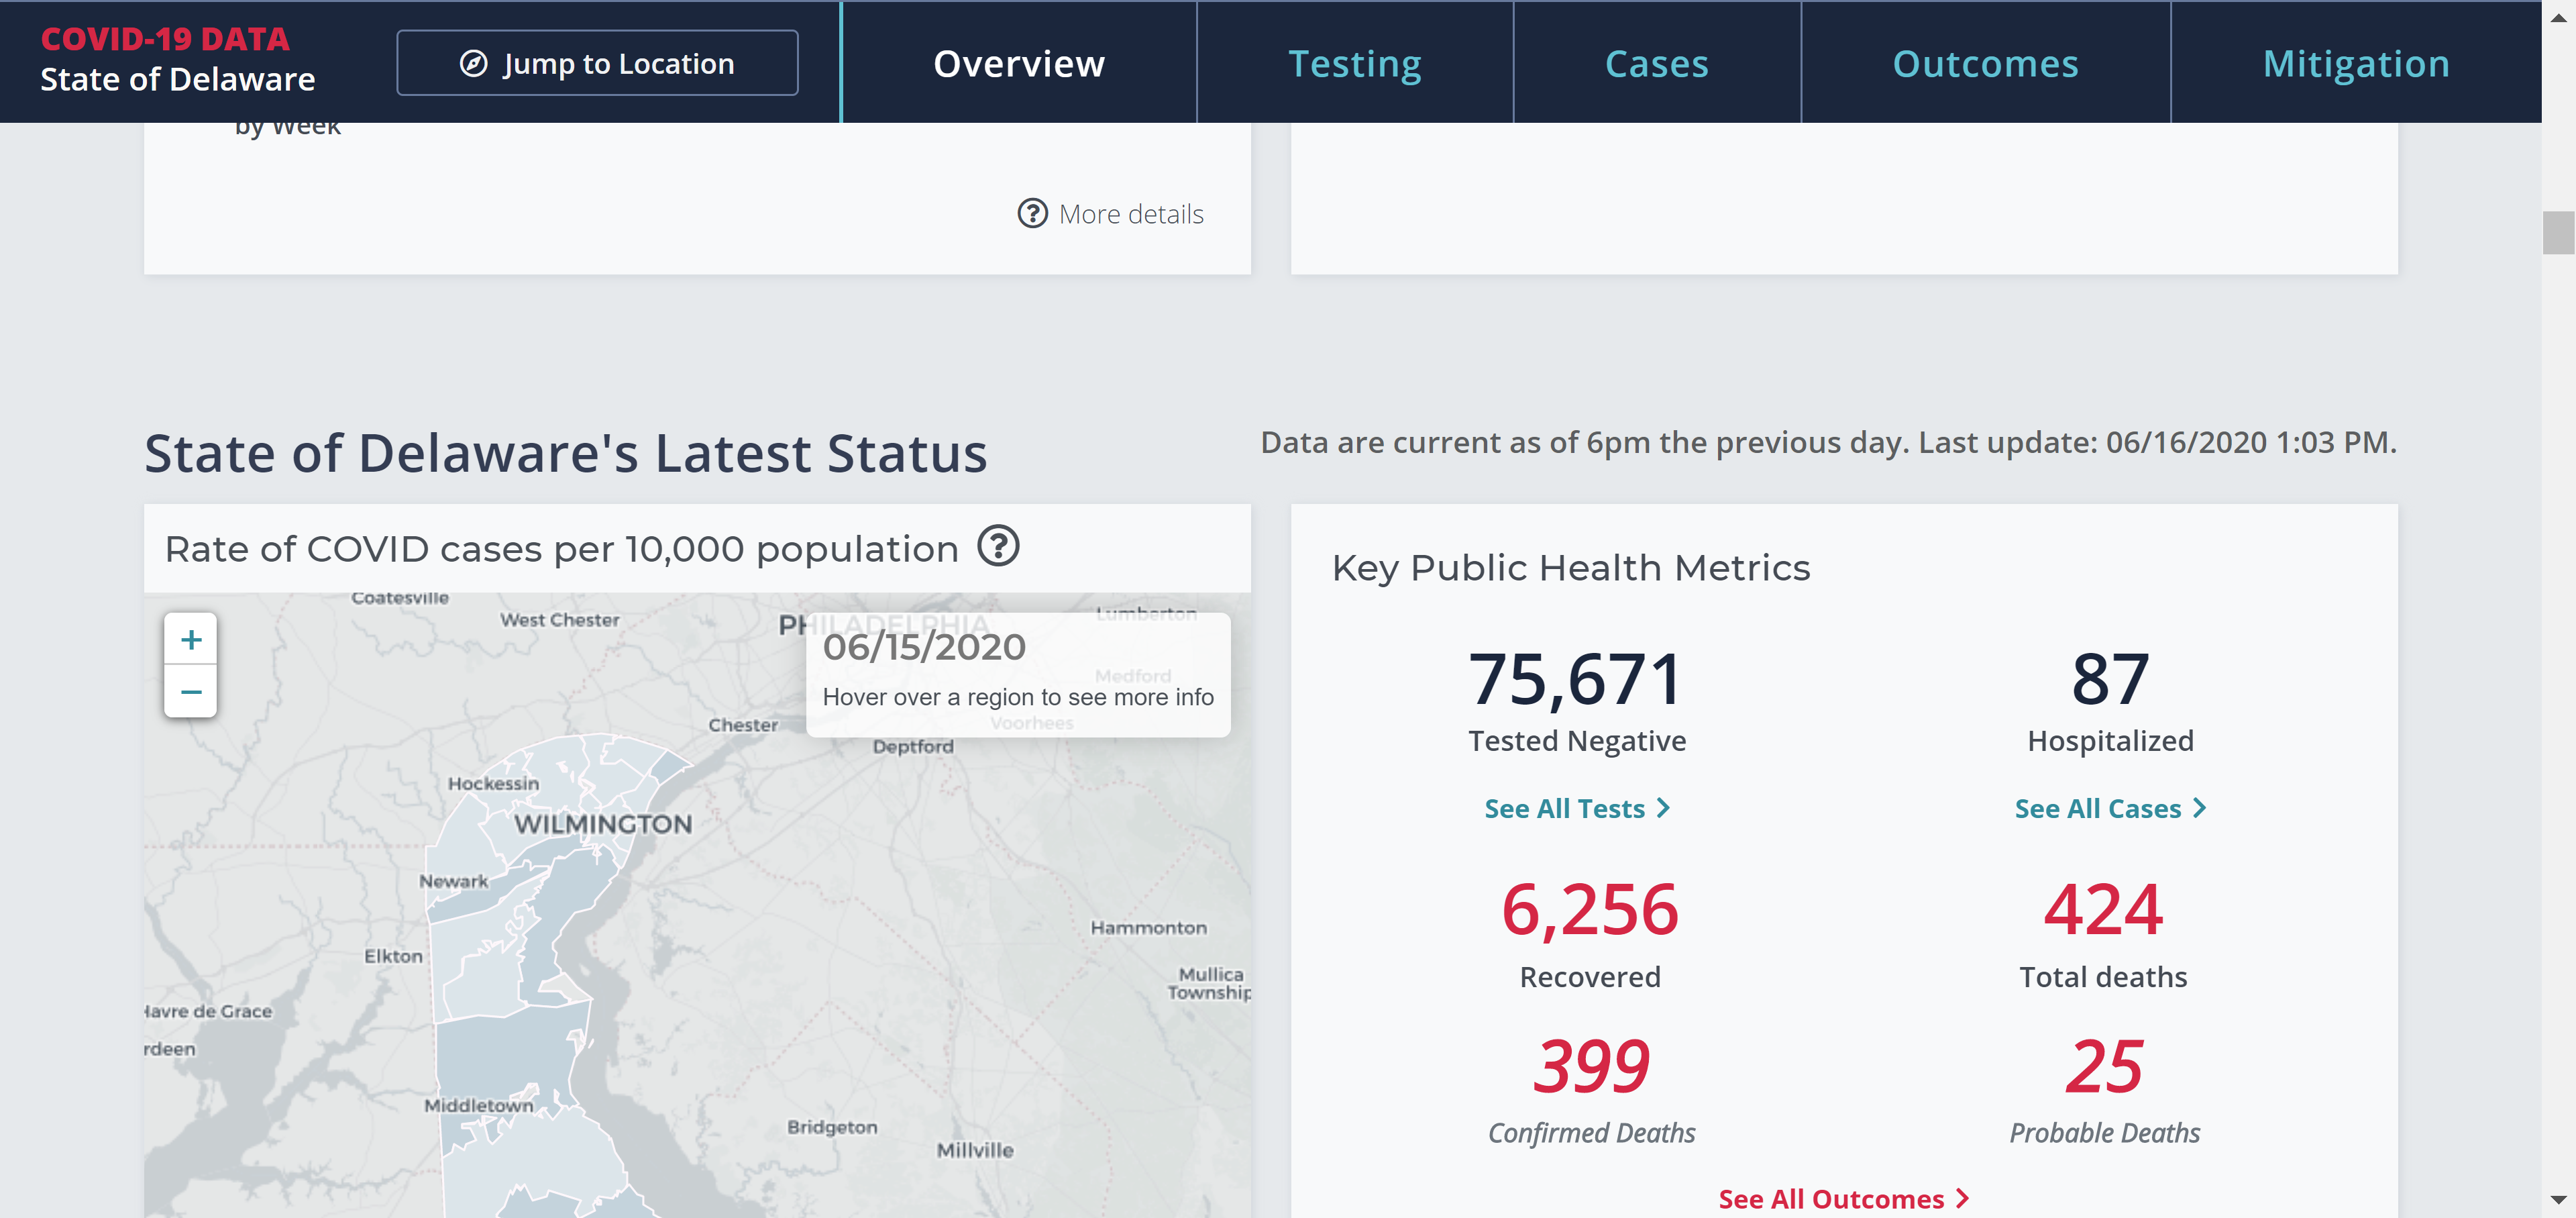 COVID-19 DATA
State of Delaware
Jump to Location
Overview
Testing
Cases
Outcomes
Mitigation
by Week
More details
State of Delaware's Latest Status
Data are current as of 6pm the previous day. Last update: 06/16/2020 1:03 PM.
Rate of COVID cases per 10,000 population
Coatesville
West Chester
PHILADELPHIA
Lumberton
+
−
06/15/2020
Medford
Hover over a region to see more info
Voorhees
Chester
Deptford
Hockessin
WILMINGTON
Newark
Hammonton
Elkton
Mullica
Township
Havre de Grace
rdeen
Middletown
Bridgeton
Millville
Key Public Health Metrics
75,671
Tested Negative
See All Tests
87
Hospitalized
See All Cases
6,256
Recovered
424
Total deaths
399
Confirmed Deaths
25
Probable Deaths
See All Outcomes